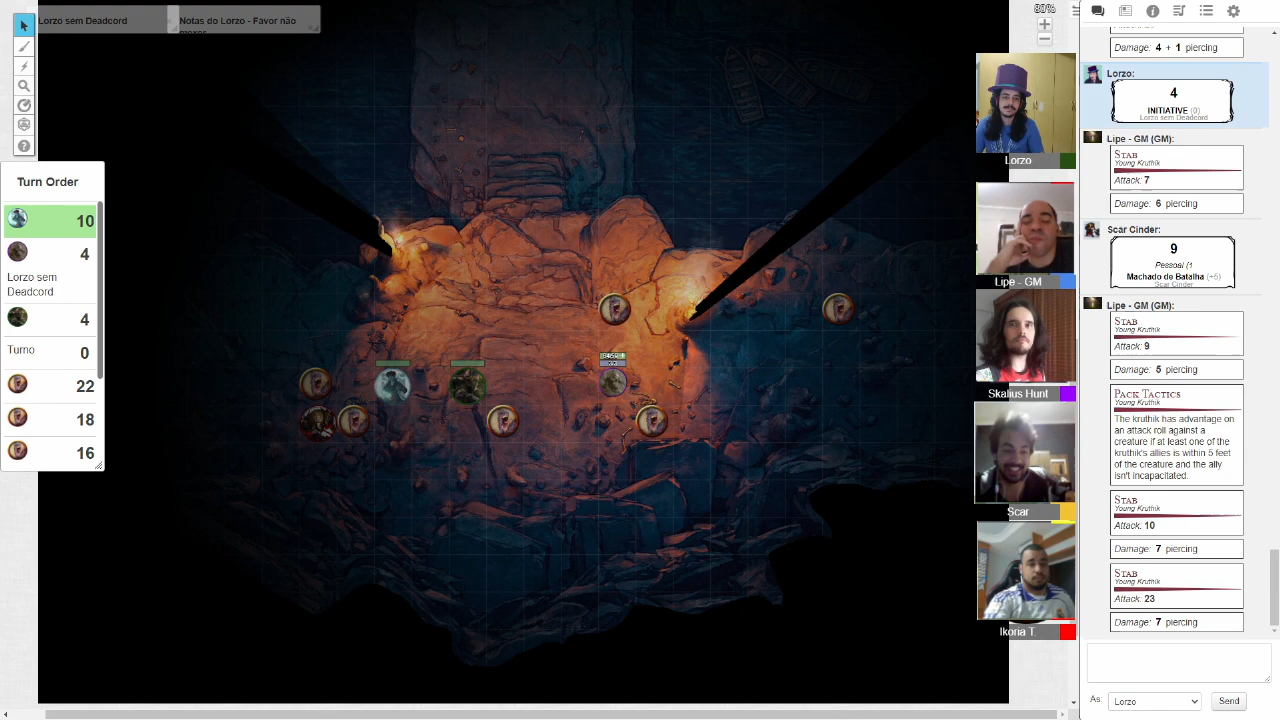 Lorzo sem Deadcord
Notas do Lorzo - Favor não
mexer
80%
Turn Order
10
4
Lorzo sem
Deadcord
4
Turno
0
22
18
16
Lorzo
Lipe - GM
Skalius Hunt
Scar
Ikoria T.
Damage: 4 + 1 piercing
Lorzo:
4
INITIATIVE (0)
Lorzo sem Deadcord
Lipe - GM (GM):
STAB
Young Kruthik
Attack: 7
Damage: 6 piercing
Scar Cinder:
9
Pessoal (1
Machado de Batalha (+5)
Scar Cinder
Lipe - GM (GM):
STAB
Young Kruthik
Attack: 9
Damage: 5 piercing
PACK TACTICS
Young Kruthik
The kruthik has advantage on
an attack roll against a
creature if at least one of the
kruthik's allies is within 5 feet
of the creature and the ally
isn't incapacitated.
STAB
Young Kruthik
Attack: 10
Damage: 7 piercing
STAB
Young Kruthik
Attack: 23
Damage: 7 piercing
As:
Lorzo
Send